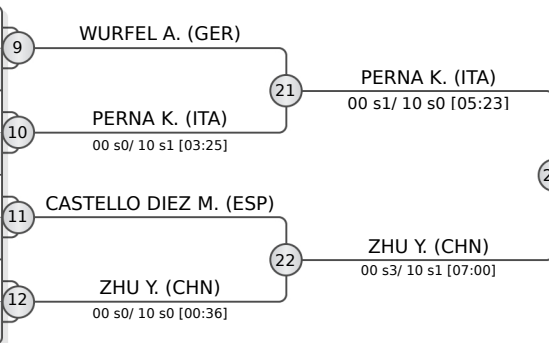 WURFEL A. (GER)
9
21
PERNA K. (ITA)
00 s1/ 10 s0 [05:23]
PERNA K. (ITA)
10
00 s0/ 10 s1 [03:25]
CASTELLO DIEZ M. (ESP)
11
22
ZHU Y. (CHN)
00 s3/ 10 s1 [07:00]
ZHU Y. (CHN)
12
00 s0/ 10 s0 [00:36]